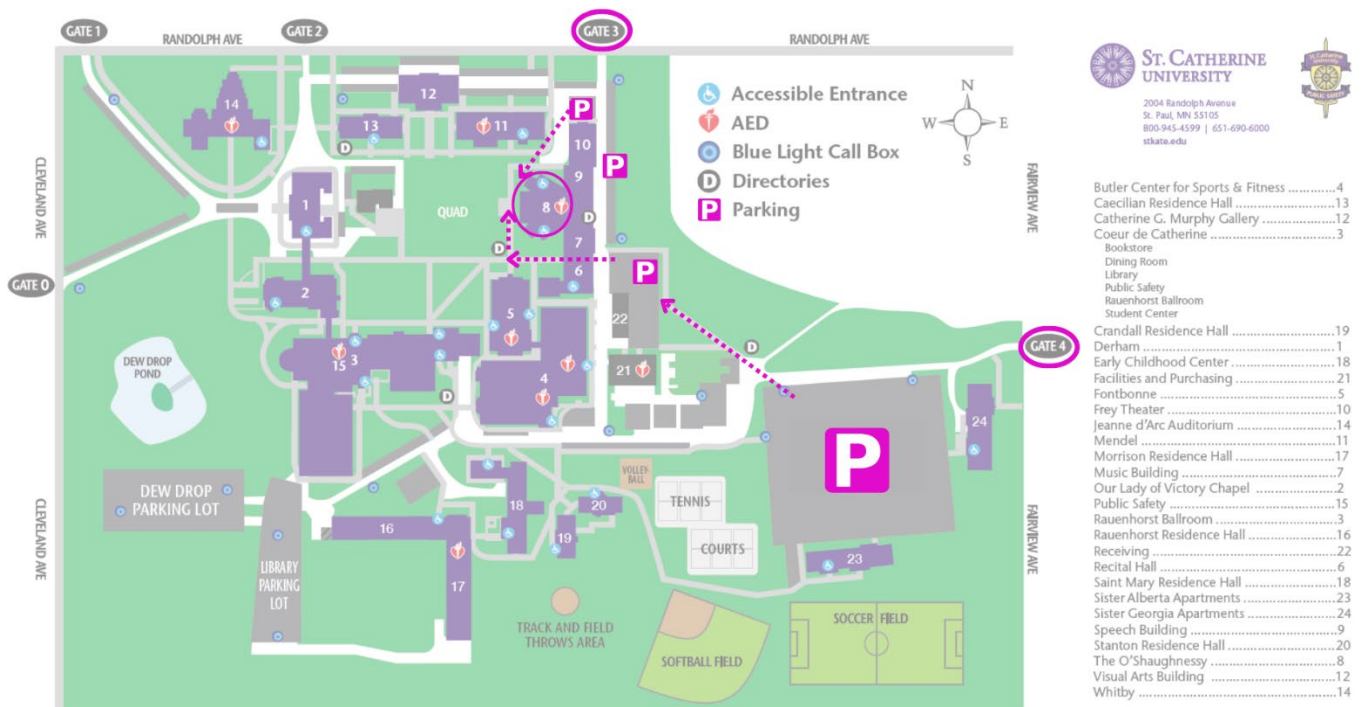 GATE 1
RANDOLPH AVE
GATE 2
GATE 3
RANDOLPH AVE
14
12
13
11
D
P
10
9
8
D
7
6
P
1
QUAD
D
2
5
P
22
21
D
3
15
4
D
DEW DROP
POND
CLEVELAND AVE
GATE 0
CLEVELAND AVE
DEW DROP
PARKING LOT
LIBRARY
PARKING
LOT
16
17
18
19
20
VOLLEY-
BALL
TENNIS
COURTS
P
23
24
TRACK AND FIELD
THROWS AREA
SOFTBALL FIELD
SOCCER FIELD
FAIRVIEW AVE
GATE 4
FAIRVIEW AVE
Accessible Entrance
AED
Blue Light Call Box
D Directories
P Parking
N
W E
S
ST. CATHERINE
UNIVERSITY
2004 Randolph Avenue
St. Paul, MN 55105
800-945-4599 | 651-690-6000
stkate.edu
St. Catherine
University
PUBLIC SAFETY
Butler Center for Sports & Fitness ............4
Caecilian Residence Hall ............13
Catherine G. Murphy Gallery ............12
Coeur de Catherine ............3
Bookstore
Dining Room
Library
Public Safety
Rauenhorst Ballroom
Student Center
Crandall Residence Hall ............19
Derham ............1
Early Childhood Center ............18
Facilities and Purchasing ............21
Fontbonne ............5
Frey Theater ............10
Jeanne d'Arc Auditorium ............14
Mendel ............11
Morrison Residence Hall ............17
Music Building ............7
Our Lady of Victory Chapel ............2
Public Safety ............15
Rauenhorst Ballroom ............3
Rauenhorst Residence Hall ............16
Receiving ............22
Recital Hall ............6
Saint Mary Residence Hall ............18
Sister Alberta Apartments ............23
Sister Georgia Apartments ............24
Speech Building ............9
Stanton Residence Hall ............20
The O'Shaughnessy ............8
Visual Arts Building ............12
Whitby ............14